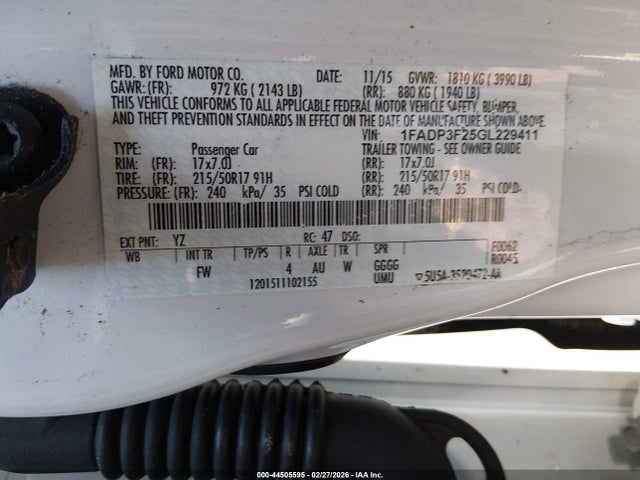 MFD. BY FORD MOTOR CO. DATE: 11/15 GVWR: 1810 KG ( 3990 LB)
GAWR: (FR): 972 KG ( 2143 LB) (RR): 880 KG ( 1940 LB)
THIS VEHICLE CONFORMS TO ALL APPLICABLE FEDERAL MOTOR VEHICLE SAFETY, BUMPER,
AND THEFT PREVENTION STANDARDS IN EFFECT ON THE DATE OF MANUFACTURE SHOWN ABOVE.
VIN: 1FADP3F25GL229411
TYPE: Passenger Car TRAILER TOWING - SEE OWNER GUIDE
RIM: (FR): 17x7.0J (RR): 17x7.0J
TIRE: (FR): 215/50R17 91H (RR): 215/50R17 91H
PRESSURE: (FR): 240 kPa/ 35 PSI COLD (RR): 240 kPa/ 35 PSI COLD
EXT PNT: YZ RC: 47 DSO: F0062
WB INT TR TP/PS R AXLE TR SPR R0045
FW 4 AU W GGGG
1201511102155 UMU 5U5A-3520472-AA
000-44505595 - 02/27/2026 - IAA Inc.